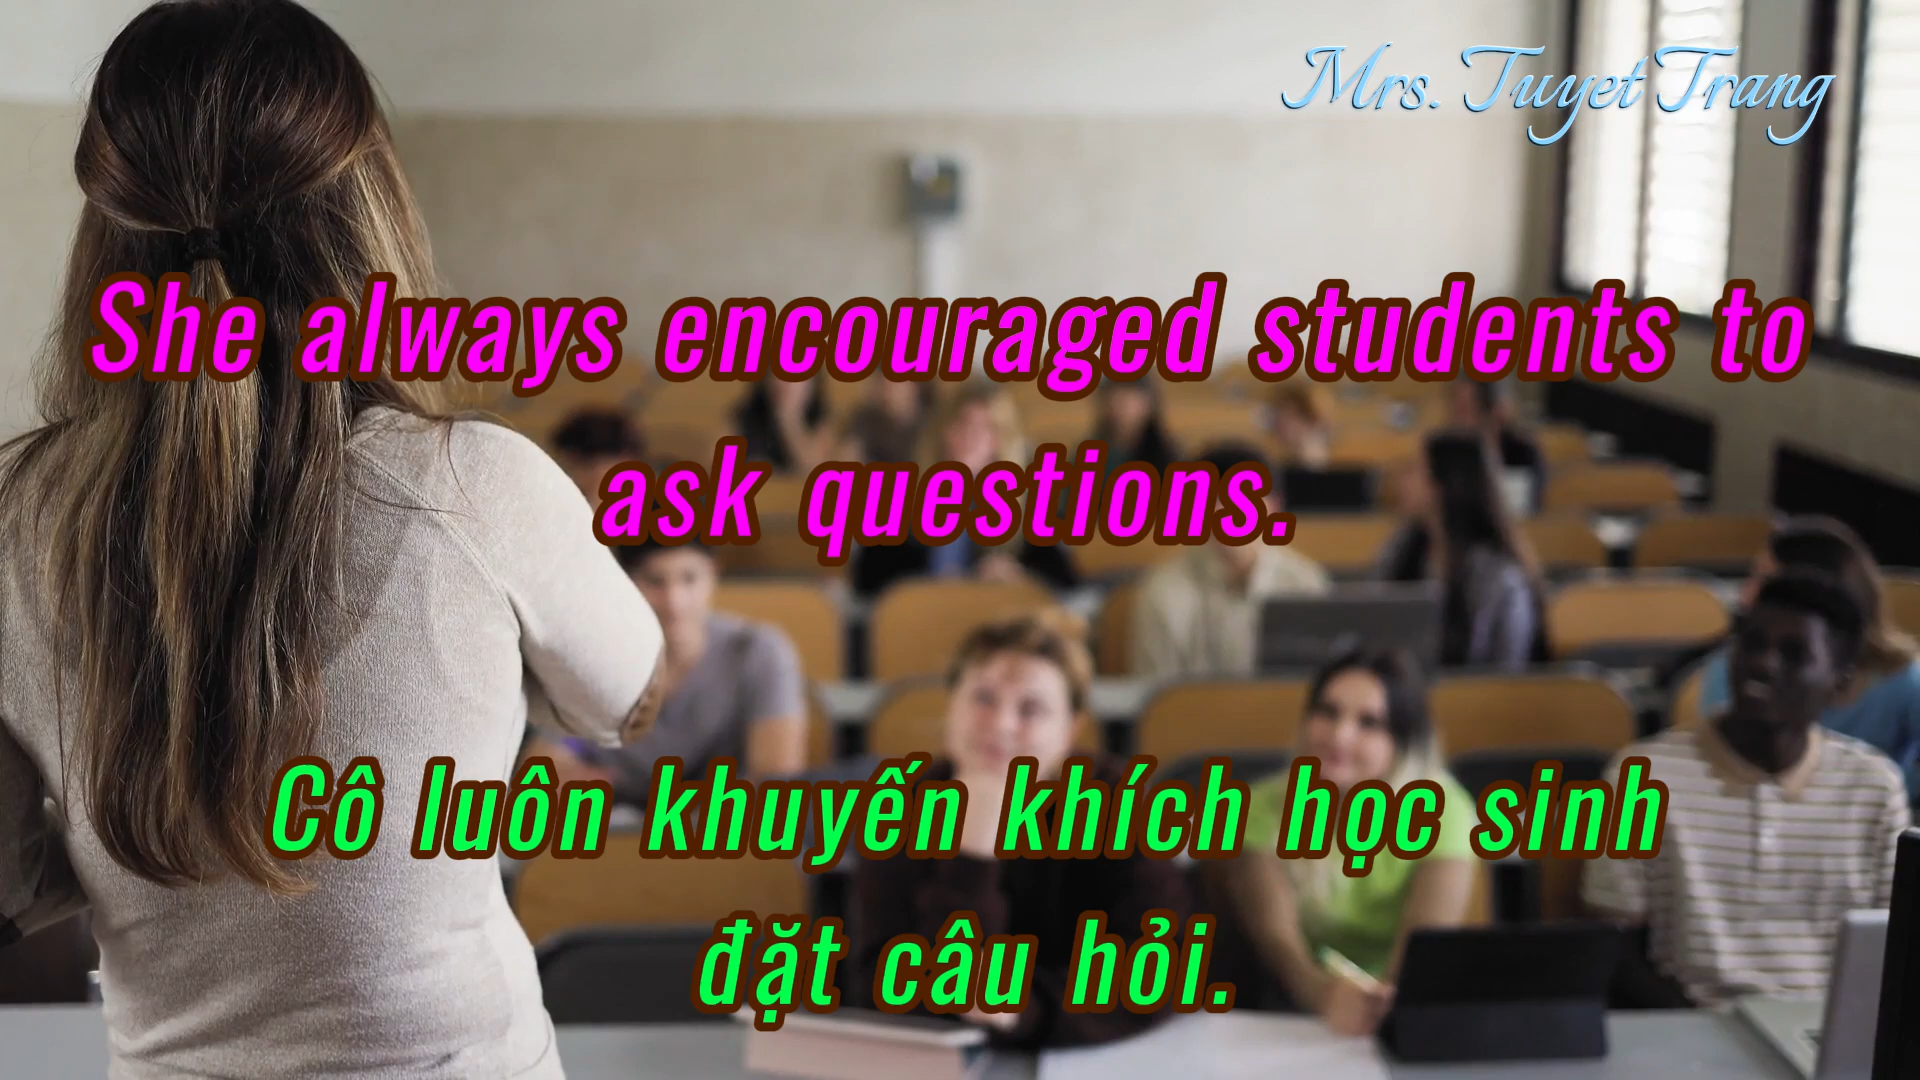 Mrs. Tuyet Trang
She always encouraged students to
ask questions.
Cô luôn khuyến khích học sinh
đặt câu hỏi.